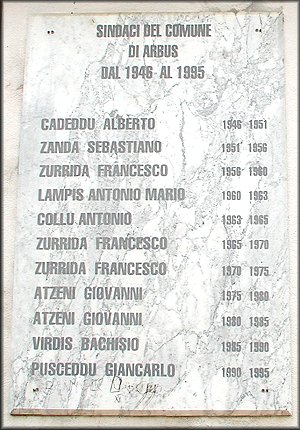 SINDACI DEL COMUNE
DI ARBUS
DAL 1946 AL 1995
CADEDDU ALBERTO 1946 1951
ZANDA SEBASTIANO 1951 1956
ZURRIDA FRANCESCO 1956 1960
LAMPIS ANTONIO MARIO 1960 1963
COLLU ANTONIO 1963 1965
ZURRIDA FRANCESCO 1965 1970
ZURRIDA FRANCESCO 1970 1975
ATZENI GIOVANNI 1975 1980
ATZENI GIOVANNI 1980 1985
VIRDIS BACHISIO 1985 1990
PUSCEDDU GIANCARLO 1990 1995